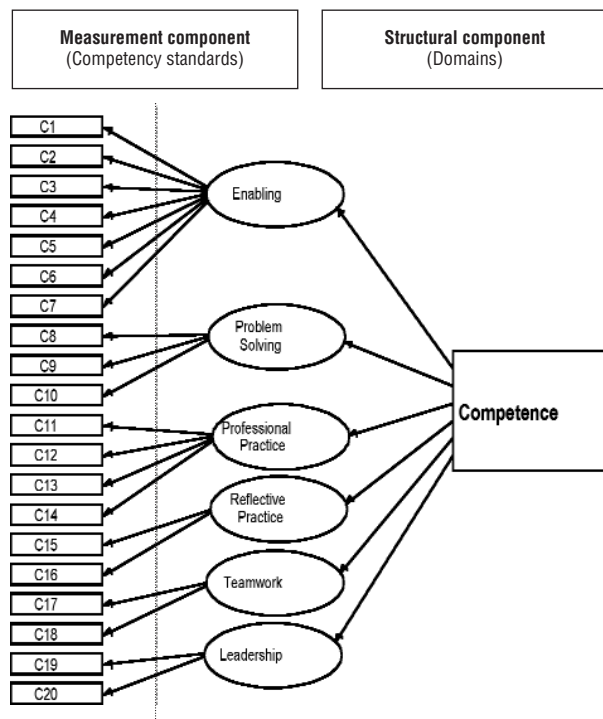 Measurement component
(Competency standards)
Structural component
(Domains)
C1
C2
C3
C4
C5
C6
C7
C8
C9
C10
C11
C12
C13
C14
C15
C16
C17
C18
C19
C20
Enabling
Problem
Solving
Professional
Practice
Reflective
Practice
Teamwork
Leadership
Competence